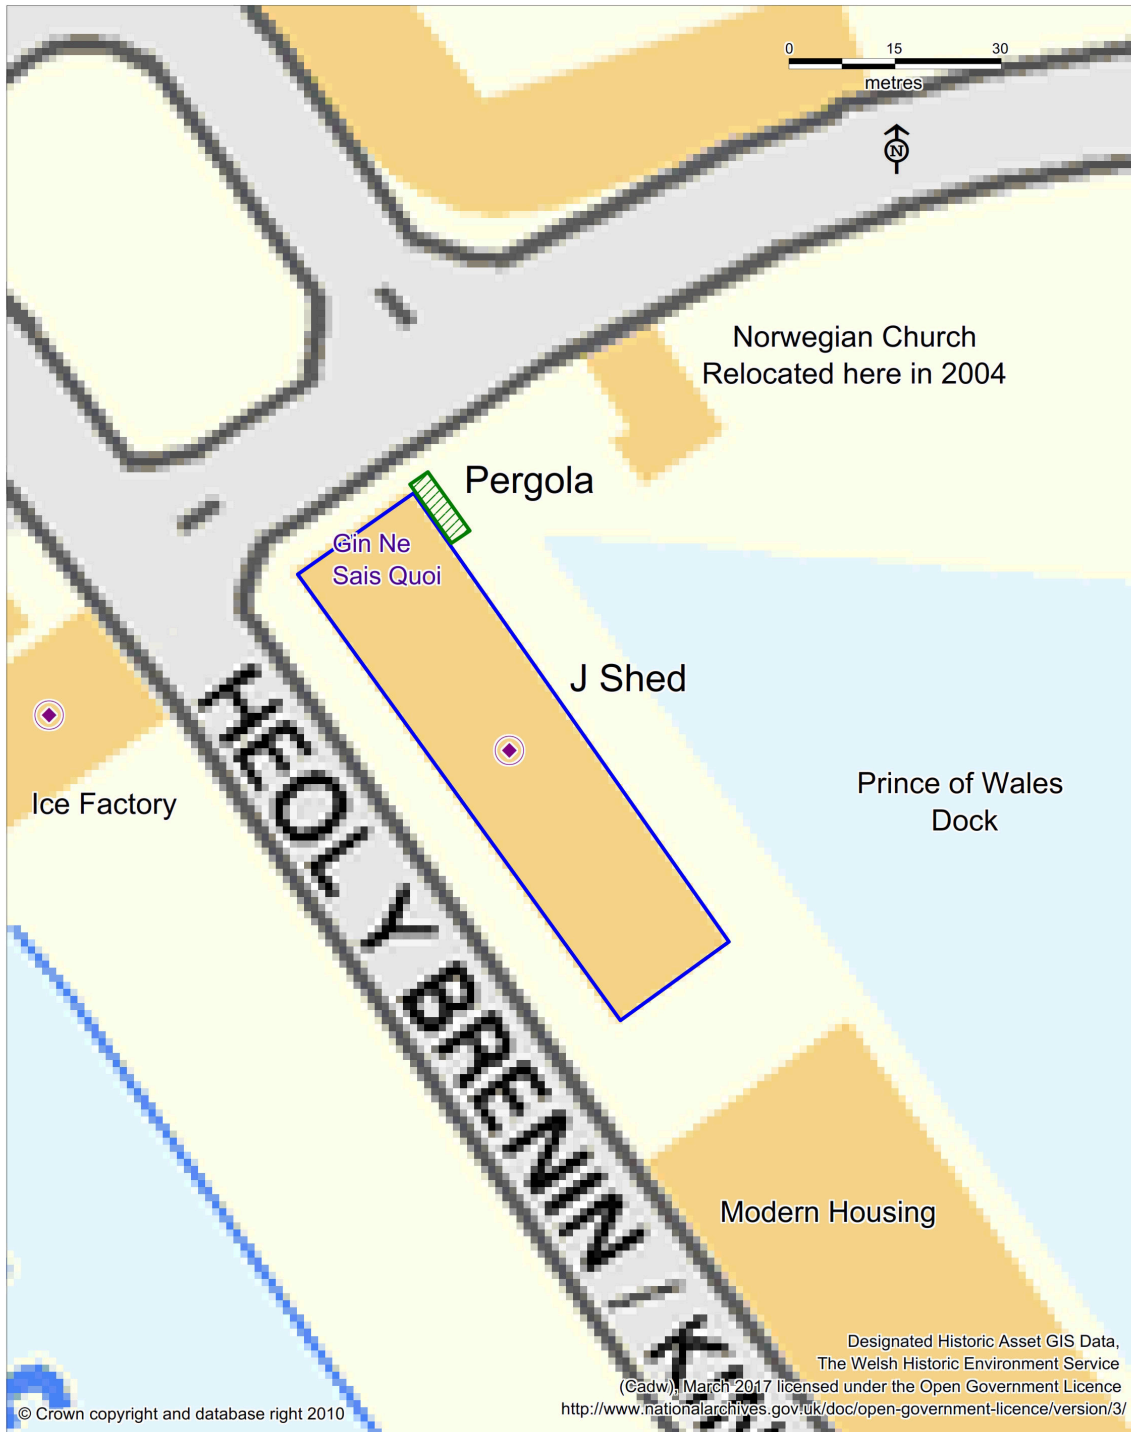 0 15 30
metres
N
Norwegian Church
Relocated here in 2004
Pergola
Gin Ne
Sais Quoi
J Shed
Ice Factory
Prince of Wales
Dock
HEOL Y BRENIN / KIN
Modern Housing
Designated Historic Asset GIS Data,
The Welsh Historic Environment Service
(Cadw), March 2017 licensed under the Open Government Licence
http://www.nationalarchives.gov.uk/doc/open-government-licence/version/3/
© Crown copyright and database right 2010